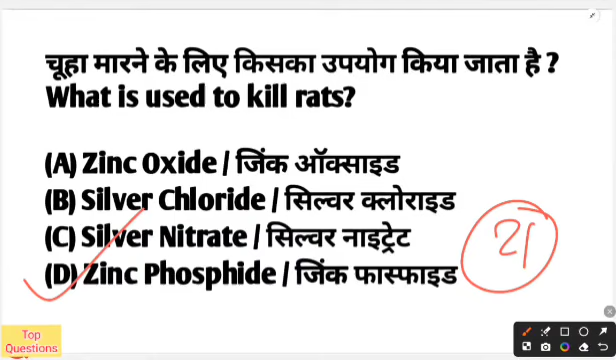 चूहा मारने के लिए किसका उपयोग किया जाता है ?
What is used to kill rats?
(A) Zinc Oxide / जिंक ऑक्साइड
(B) Silver Chloride / सिल्वर क्लोराइड
(C) Silver Nitrate / सिल्वर नाइट्रेट
(D) Zinc Phosphide / जिंक फास्फाइड
Top
Questions